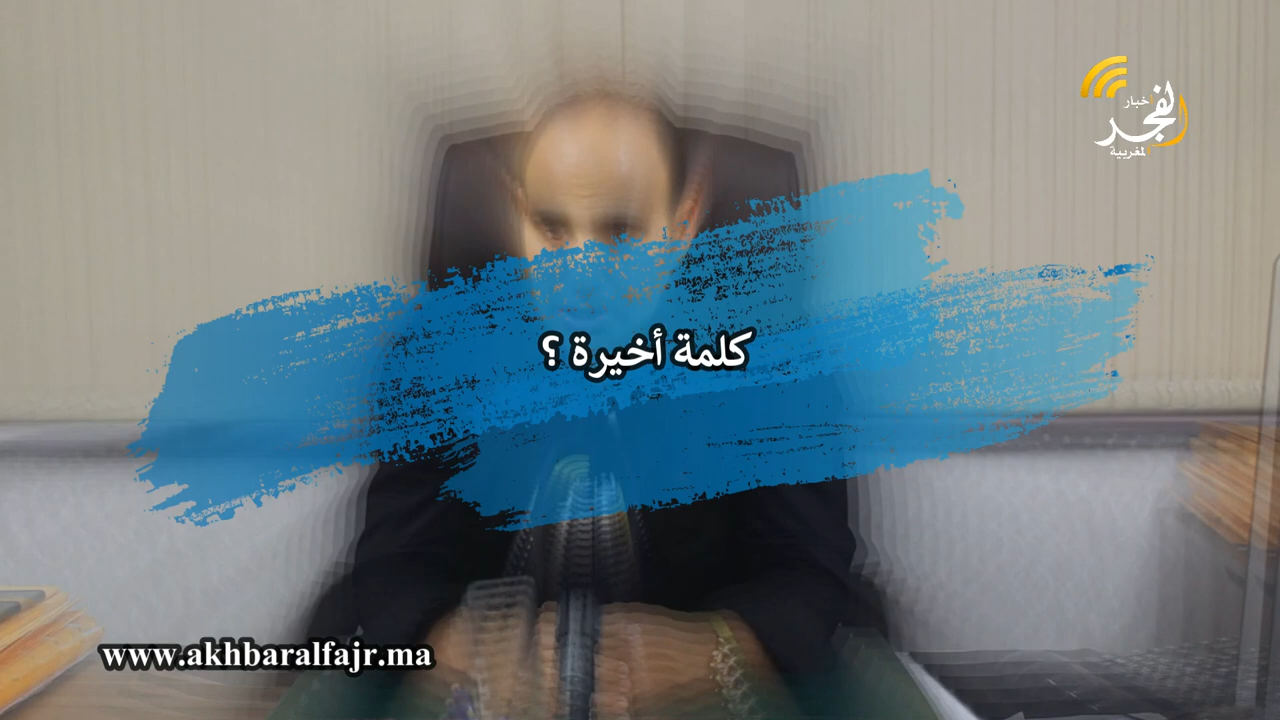 أخبار
الفجر
المغربية
كلمة أخيرة ؟
www.akhbaralfajr.ma